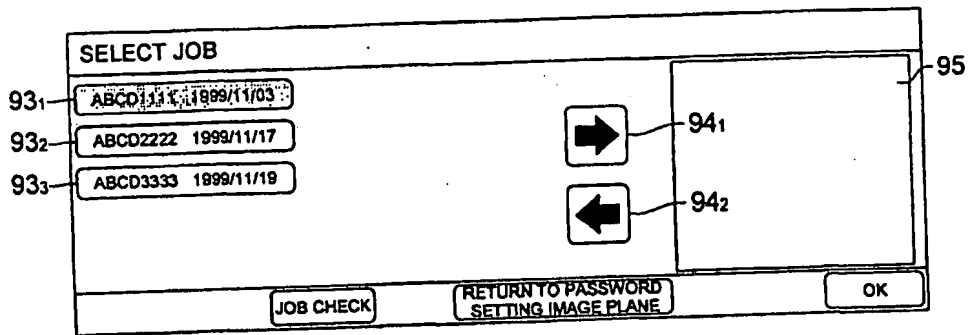 SELECT JOB
95
93₁
ABCD1111 1999/11/03
94₁
93₂
ABCD2222 1999/11/17
93₃
ABCD3333 1999/11/19
94₂
JOB CHECK
RETURN TO PASSWORD
SETTING IMAGE PLANE
OK